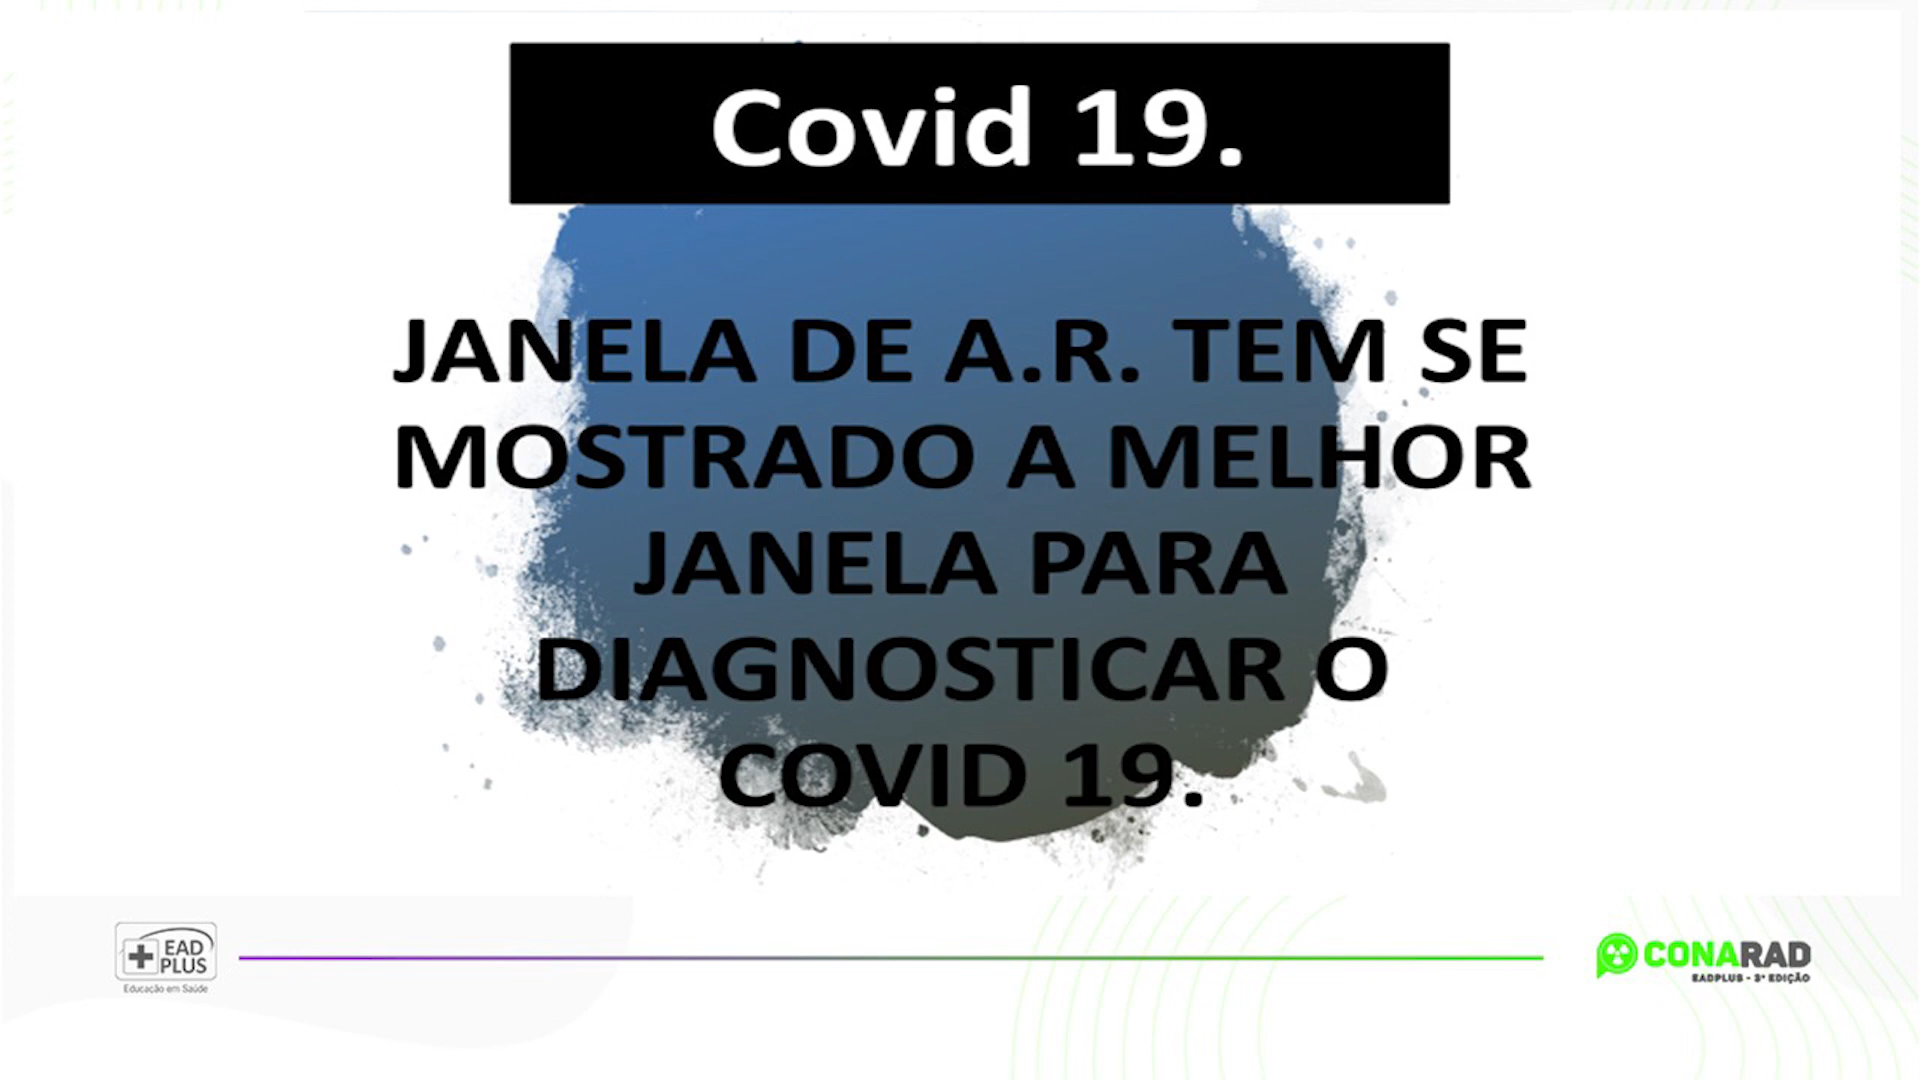 Covid 19.
JANELA DE A.R. TEM SE
MOSTRADO A MELHOR
JANELA PARA
DIAGNOSTICAR O
COVID 19.
EAD
PLUS
Educação em Saúde
CONARAD
EADPLUS - 3ª EDIÇÃO